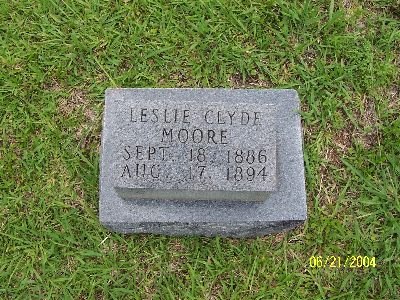 LESLIE CLYDE
MOORE
SEPT. 18, 1886
AUG. 17, 1894
06/21/2004